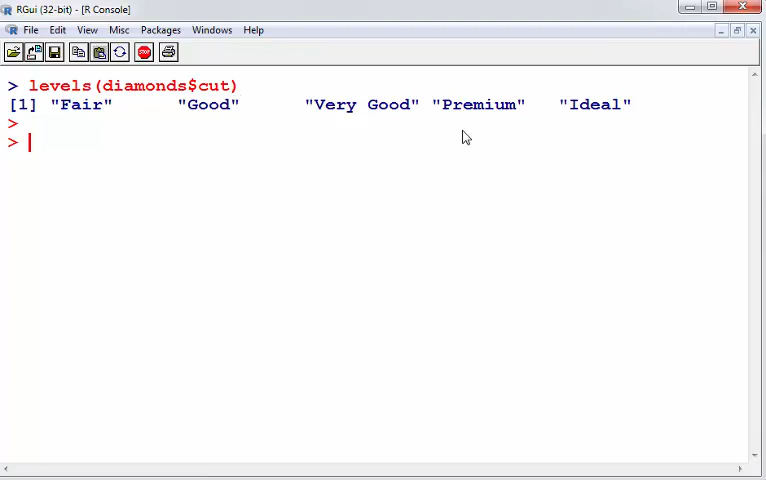 RGui (32-bit) - [R Console]
File Edit View Misc Packages Windows Help
> levels(diamonds$cut)
[1] "Fair"      "Good"      "Very Good" "Premium"   "Ideal"
>
>